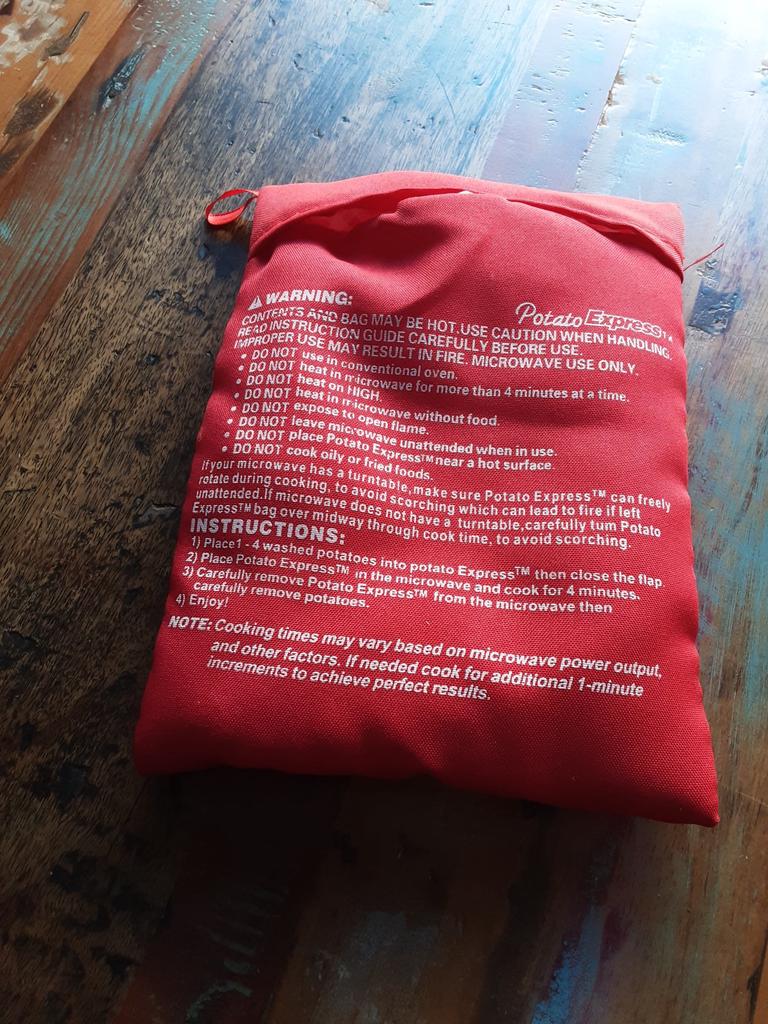 ⚠ WARNING:
Potato Express™
CONTENTS AND BAG MAY BE HOT.USE CAUTION WHEN HANDLING.
READ INSTRUCTION GUIDE CAREFULLY BEFORE USE.
IMPROPER USE MAY RESULT IN FIRE. MICROWAVE USE ONLY.
• DO NOT use in conventional oven.
• DO NOT heat in microwave for more than 4 minutes at a time.
• DO NOT heat on HIGH.
• DO NOT heat in microwave without food.
• DO NOT expose to open flame.
• DO NOT leave microwave unattended when in use.
• DO NOT place Potato Express™ near a hot surface.
• DO NOT cook oily or fried foods.
If your microwave has a turntable,make sure Potato Express™ can freely
rotate during cooking, to avoid scorching which can lead to fire if left
unattended.If microwave does not have a turntable,carefully tum Potato
Express™ bag over midway through cook time, to avoid scorching.
INSTRUCTIONS:
1) Place1 - 4 washed potatoes into potato Express™ then close the flap.
2) Place Potato Express™ in the microwave and cook for 4 minutes.
3) Carefully remove Potato Express™ from the microwave then
carefully remove potatoes.
4) Enjoy!
NOTE: Cooking times may vary based on microwave power output,
and other factors. If needed cook for additional 1-minute
increments to achieve perfect results.